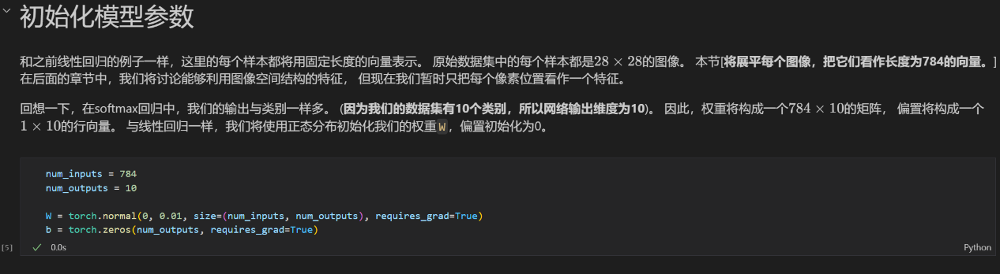 初始化模型参数
和之前线性回归的例子一样，这里的每个样本都将用固定长度的向量表示。 原始数据集中的每个样本都是28 × 28的图像。 本节[将展平每个图像，把它们看作长度为784的向量。]
在后面的章节中，我们将讨论能够利用图像空间结构的特征， 但现在我们暂时只把每个像素位置看作一个特征。
回想一下，在softmax回归中，我们的输出与类别一样多。 (因为我们的数据集有10个类别，所以网络输出维度为10)。 因此，权重将构成一个784 × 10的矩阵， 偏置将构成一个
1 × 10的行向量。 与线性回归一样，我们将使用正态分布初始化我们的权重W，偏置初始化为0。
num_inputs = 784
num_outputs = 10
W = torch.normal(0, 0.01, size=(num_inputs, num_outputs), requires_grad=True)
b = torch.zeros(num_outputs, requires_grad=True)
[5] ✓ 0.0s Python